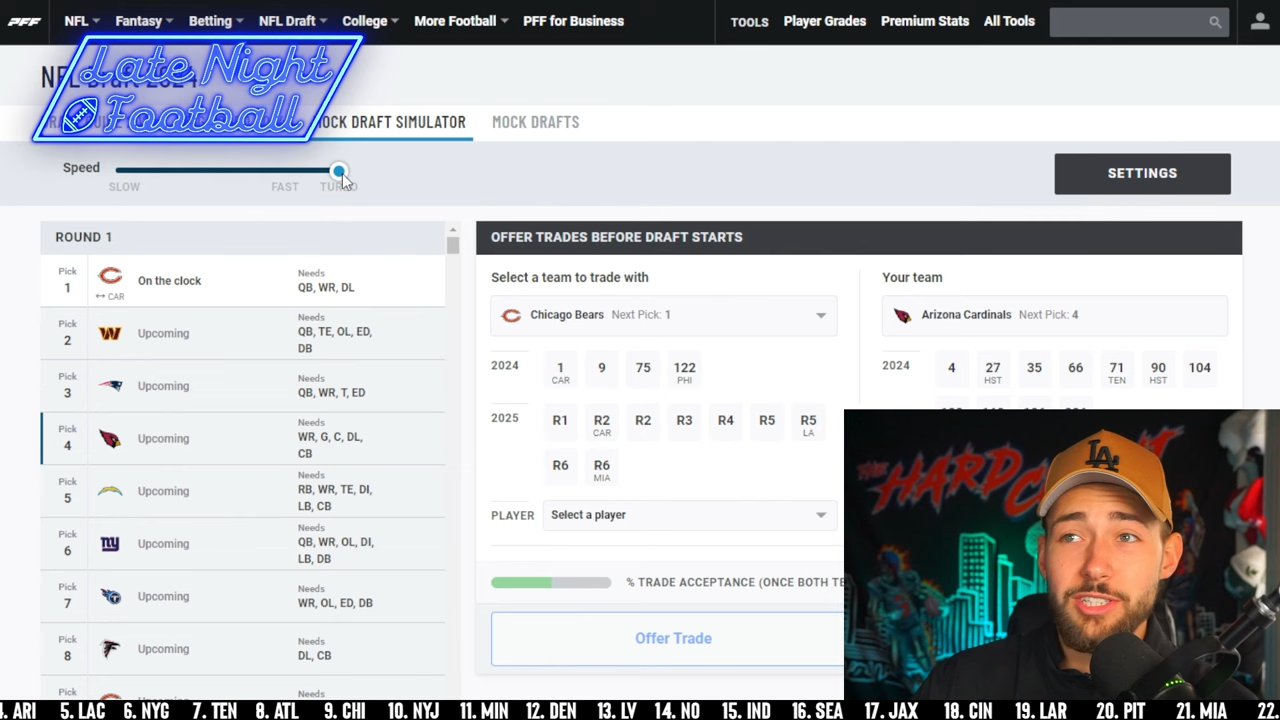 PFF NFL Fantasy Betting NFL Draft College More Football PFF for Business TOOLS Player Grades Premium Stats All Tools
NFL Draft 2024
Late Night
Football
MOCK DRAFT SIMULATOR MOCK DRAFTS
Speed
SLOW FAST TURBO
SETTINGS
ROUND 1
Pick
1
↔ CAR
On the clock
Needs
QB, WR, DL
Pick
2
Upcoming
Needs
QB, TE, OL, ED,
DB
Pick
3
Upcoming
Needs
QB, WR, T, ED
Pick
4
Upcoming
Needs
WR, G, C, DL,
CB
Pick
5
Upcoming
Needs
RB, WR, TE, DI,
LB, CB
Pick
6
Upcoming
Needs
QB, WR, OL, DI,
LB, DB
Pick
7
Upcoming
Needs
WR, OL, ED, DB
Pick
8
Upcoming
Needs
DL, CB
Pick
OFFER TRADES BEFORE DRAFT STARTS
Select a team to trade with
Chicago Bears Next Pick: 1
2024 1 9 75 122
CAR PHI
2025 R1 R2 R2 R3 R4 R5 R5
CAR LA
R6 R6
MIA
PLAYER Select a player
% TRADE ACCEPTANCE (ONCE BOTH TE
Offer Trade
Your team
Arizona Cardinals Next Pick: 4
2024 4 27 35 66 71 90 104
HST TEN HST
THE HARD
LA
4. ARI 5. LAC 6. NYG 7. TEN 8. ATL 9. CHI 10. NYJ 11. MIN 12. DEN 13. LV 14. NO 15. IND 16. SEA 17. JAX 18. CIN 19. LAR 20. PIT 21. MIA 22.